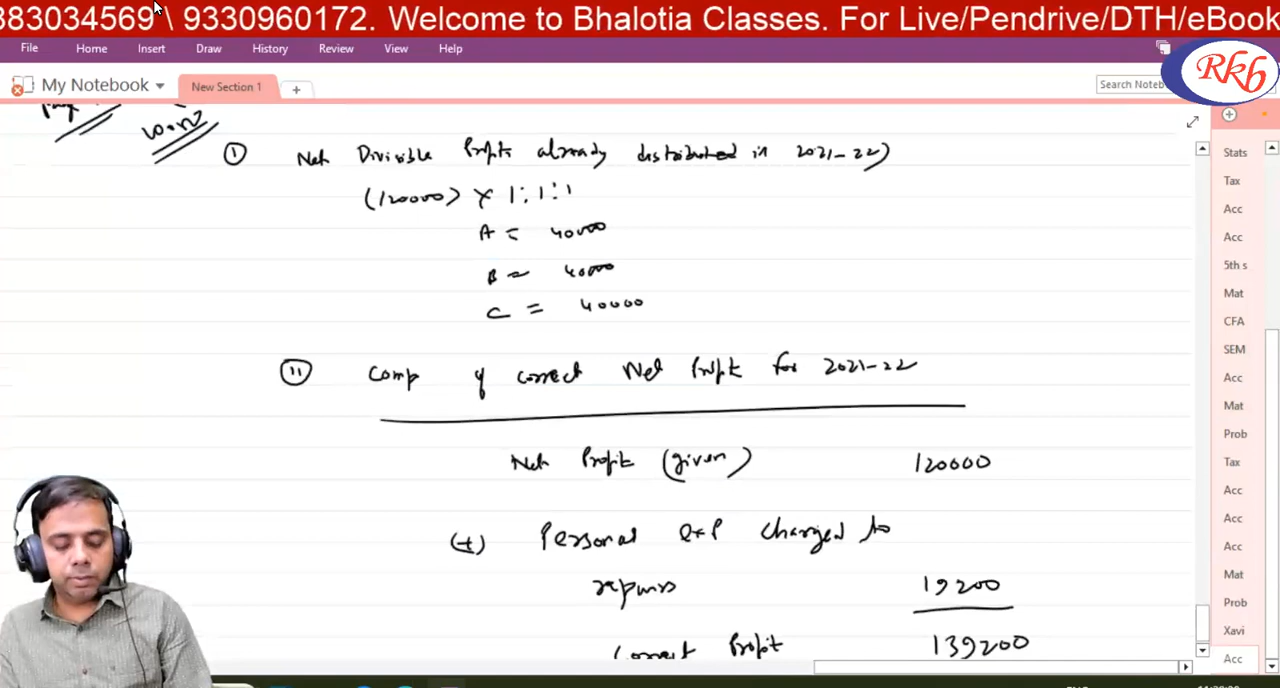 383034569 \ 9330960172. Welcome to Bhalotia Classes. For Live/Pendrive/DTH/eBook
File Home Insert Draw History Review View Help
Rkb
My Notebook New Section 1 + Search Noteb
① Net Divisible Profits already distributed in 2021-22)
(120000) × 1:1:1
A = 40000
B = 40000
C = 40000
② Comp of correct Net Profit for 2021-22
Net Profit (given) 120000
(+) Personal exp charged to
repairs 19200
Correct Profit 139200
Stats
Tax
Acc
Acc
5th s
Mat
CFA
SEM
Acc
Mat
Prob
Tax
Acc
Acc
Acc
Mat
Prob
Xavi
Acc